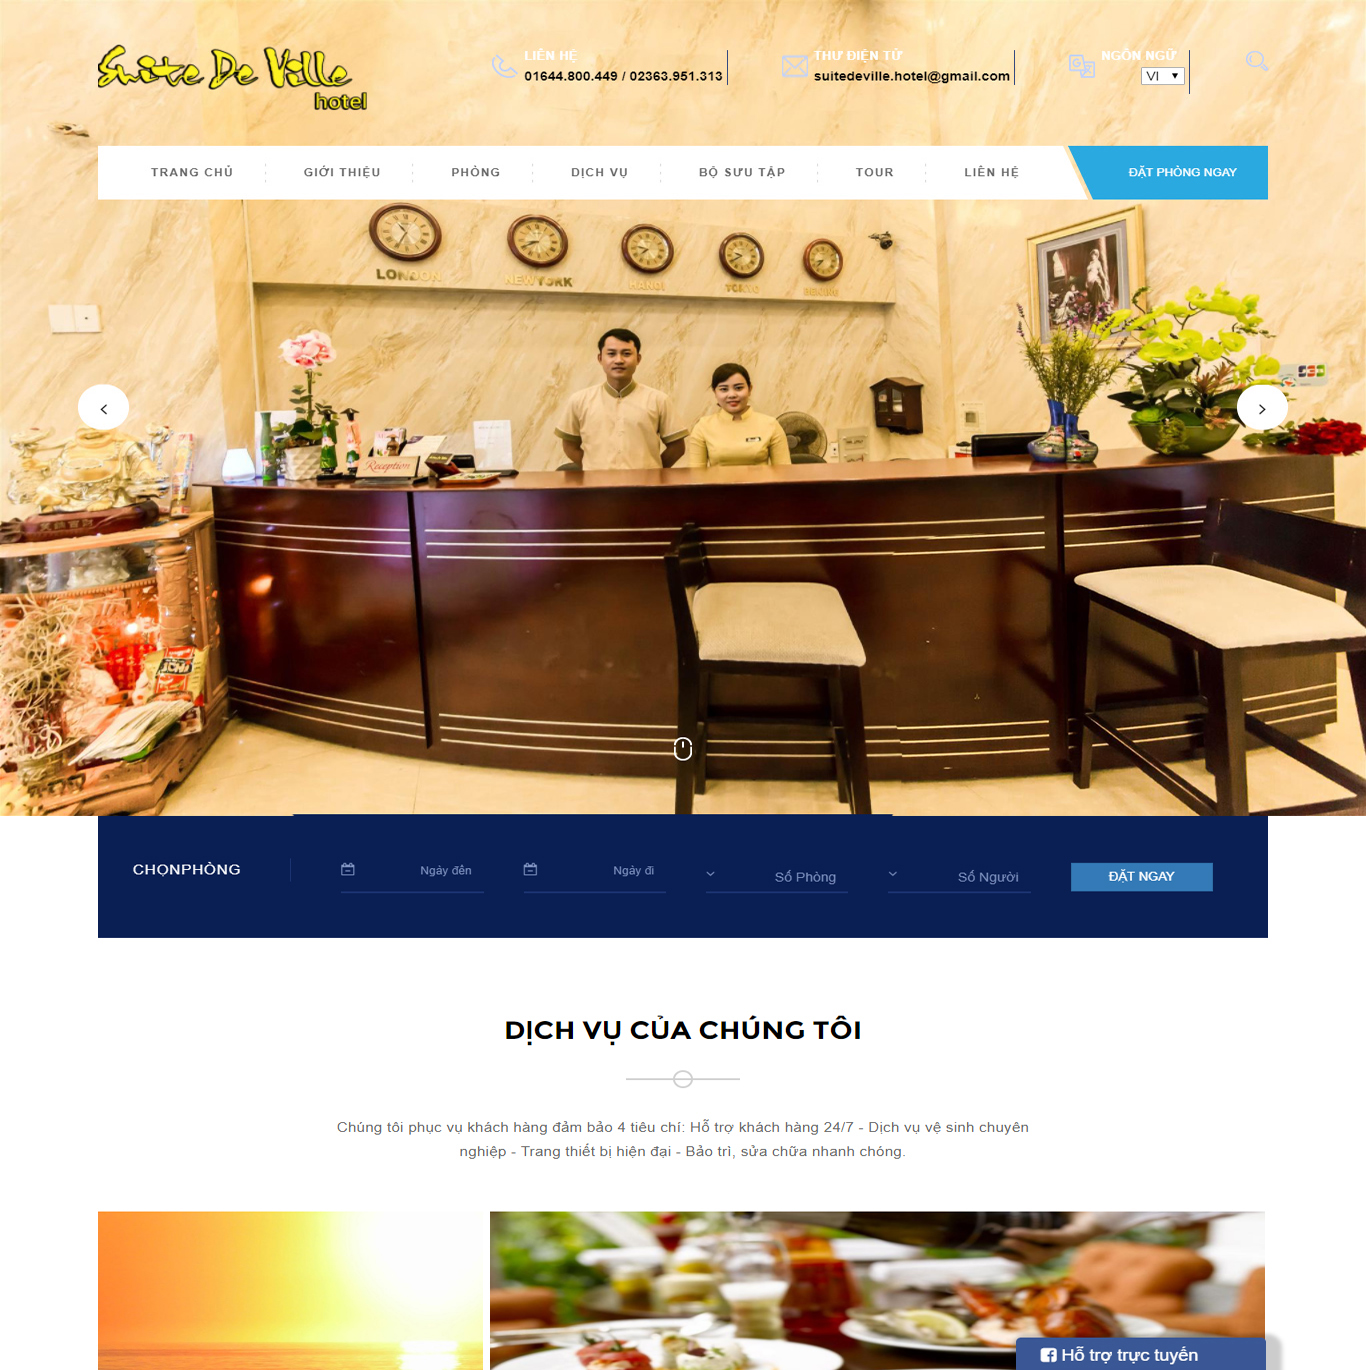 Suite De Ville
hotel
LIÊN HỆ
01644.800.449 / 02363.951.313
THƯ ĐIỆN TỬ
suitedeville.hotel@gmail.com
NGÔN NGỮ
VI
TRANG CHỦ
GIỚI THIỆU
PHÒNG
DỊCH VỤ
BỘ SƯU TẬP
TOUR
LIÊN HỆ
ĐẶT PHÒNG NGAY
LONDON
NEWYORK
HANOI
TOKYO
BEIJING
Reception
JCB
CHỌNPHÒNG
Ngày đến
Ngày đi
Số Phòng
Số Người
ĐẶT NGAY
DỊCH VỤ CỦA CHÚNG TÔI
Chúng tôi phục vụ khách hàng đảm bảo 4 tiêu chí: Hỗ trợ khách hàng 24/7 - Dịch vụ vệ sinh chuyên
nghiệp - Trang thiết bị hiện đại - Bảo trì, sửa chữa nhanh chóng.
Hỗ trợ trực tuyến